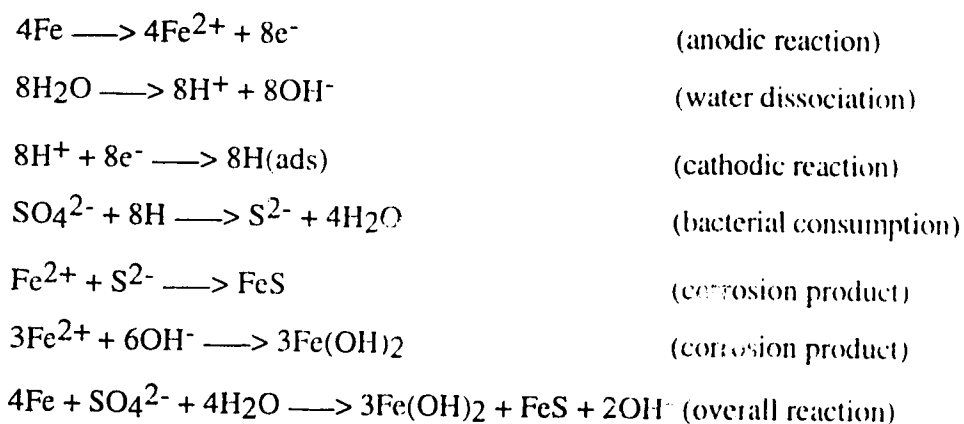 4Fe —> 4Fe2+ + 8e- (anodic reaction)
8H2O —> 8H+ + 8OH- (water dissociation)
8H+ + 8e- —> 8H(ads) (cathodic reaction)
SO42- + 8H —> S2- + 4H2O (bacterial consumption)
Fe2+ + S2- —> FeS (corrosion product)
3Fe2+ + 6OH- —> 3Fe(OH)2 (corrosion product)
4Fe + SO42- + 4H2O —> 3Fe(OH)2 + FeS + 2OH- (overall reaction)